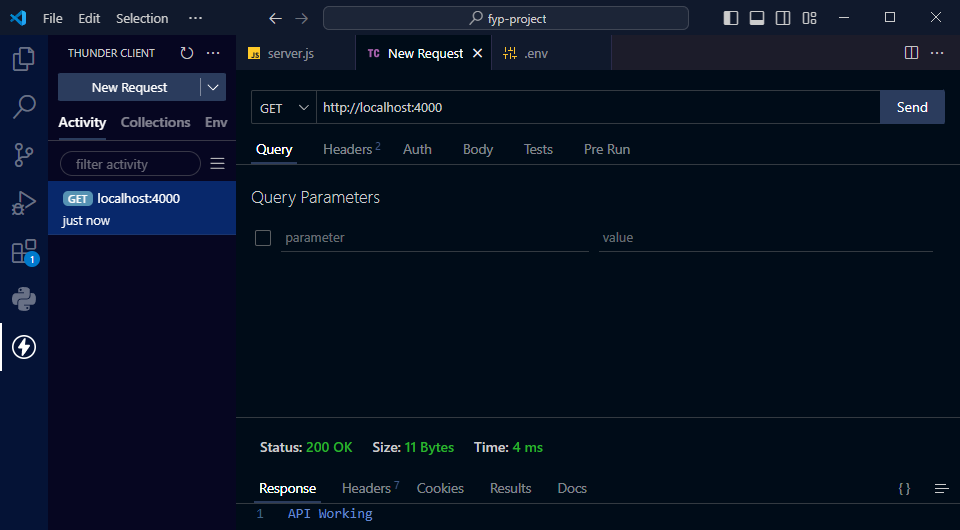 File Edit Selection ···
fyp-project
THUNDER CLIENT ···
New Request
Activity Collections Env
filter activity
GET localhost:4000
just now
1
JS server.js
TC New Request
.env
···
GET http://localhost:4000 Send
Query Headers 2 Auth Body Tests Pre Run
Query Parameters
parameter value
Status: 200 OK Size: 11 Bytes Time: 4 ms
Response Headers 7 Cookies Results Docs { }
1 API Working